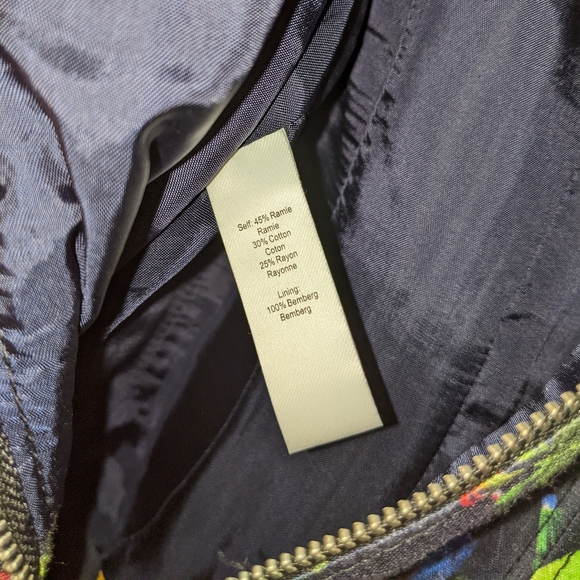 Self: 45% Ramie
Ramie
30% Cotton
Coton
25% Rayon
Rayonne
Lining:
100% Bemberg
Bemberg